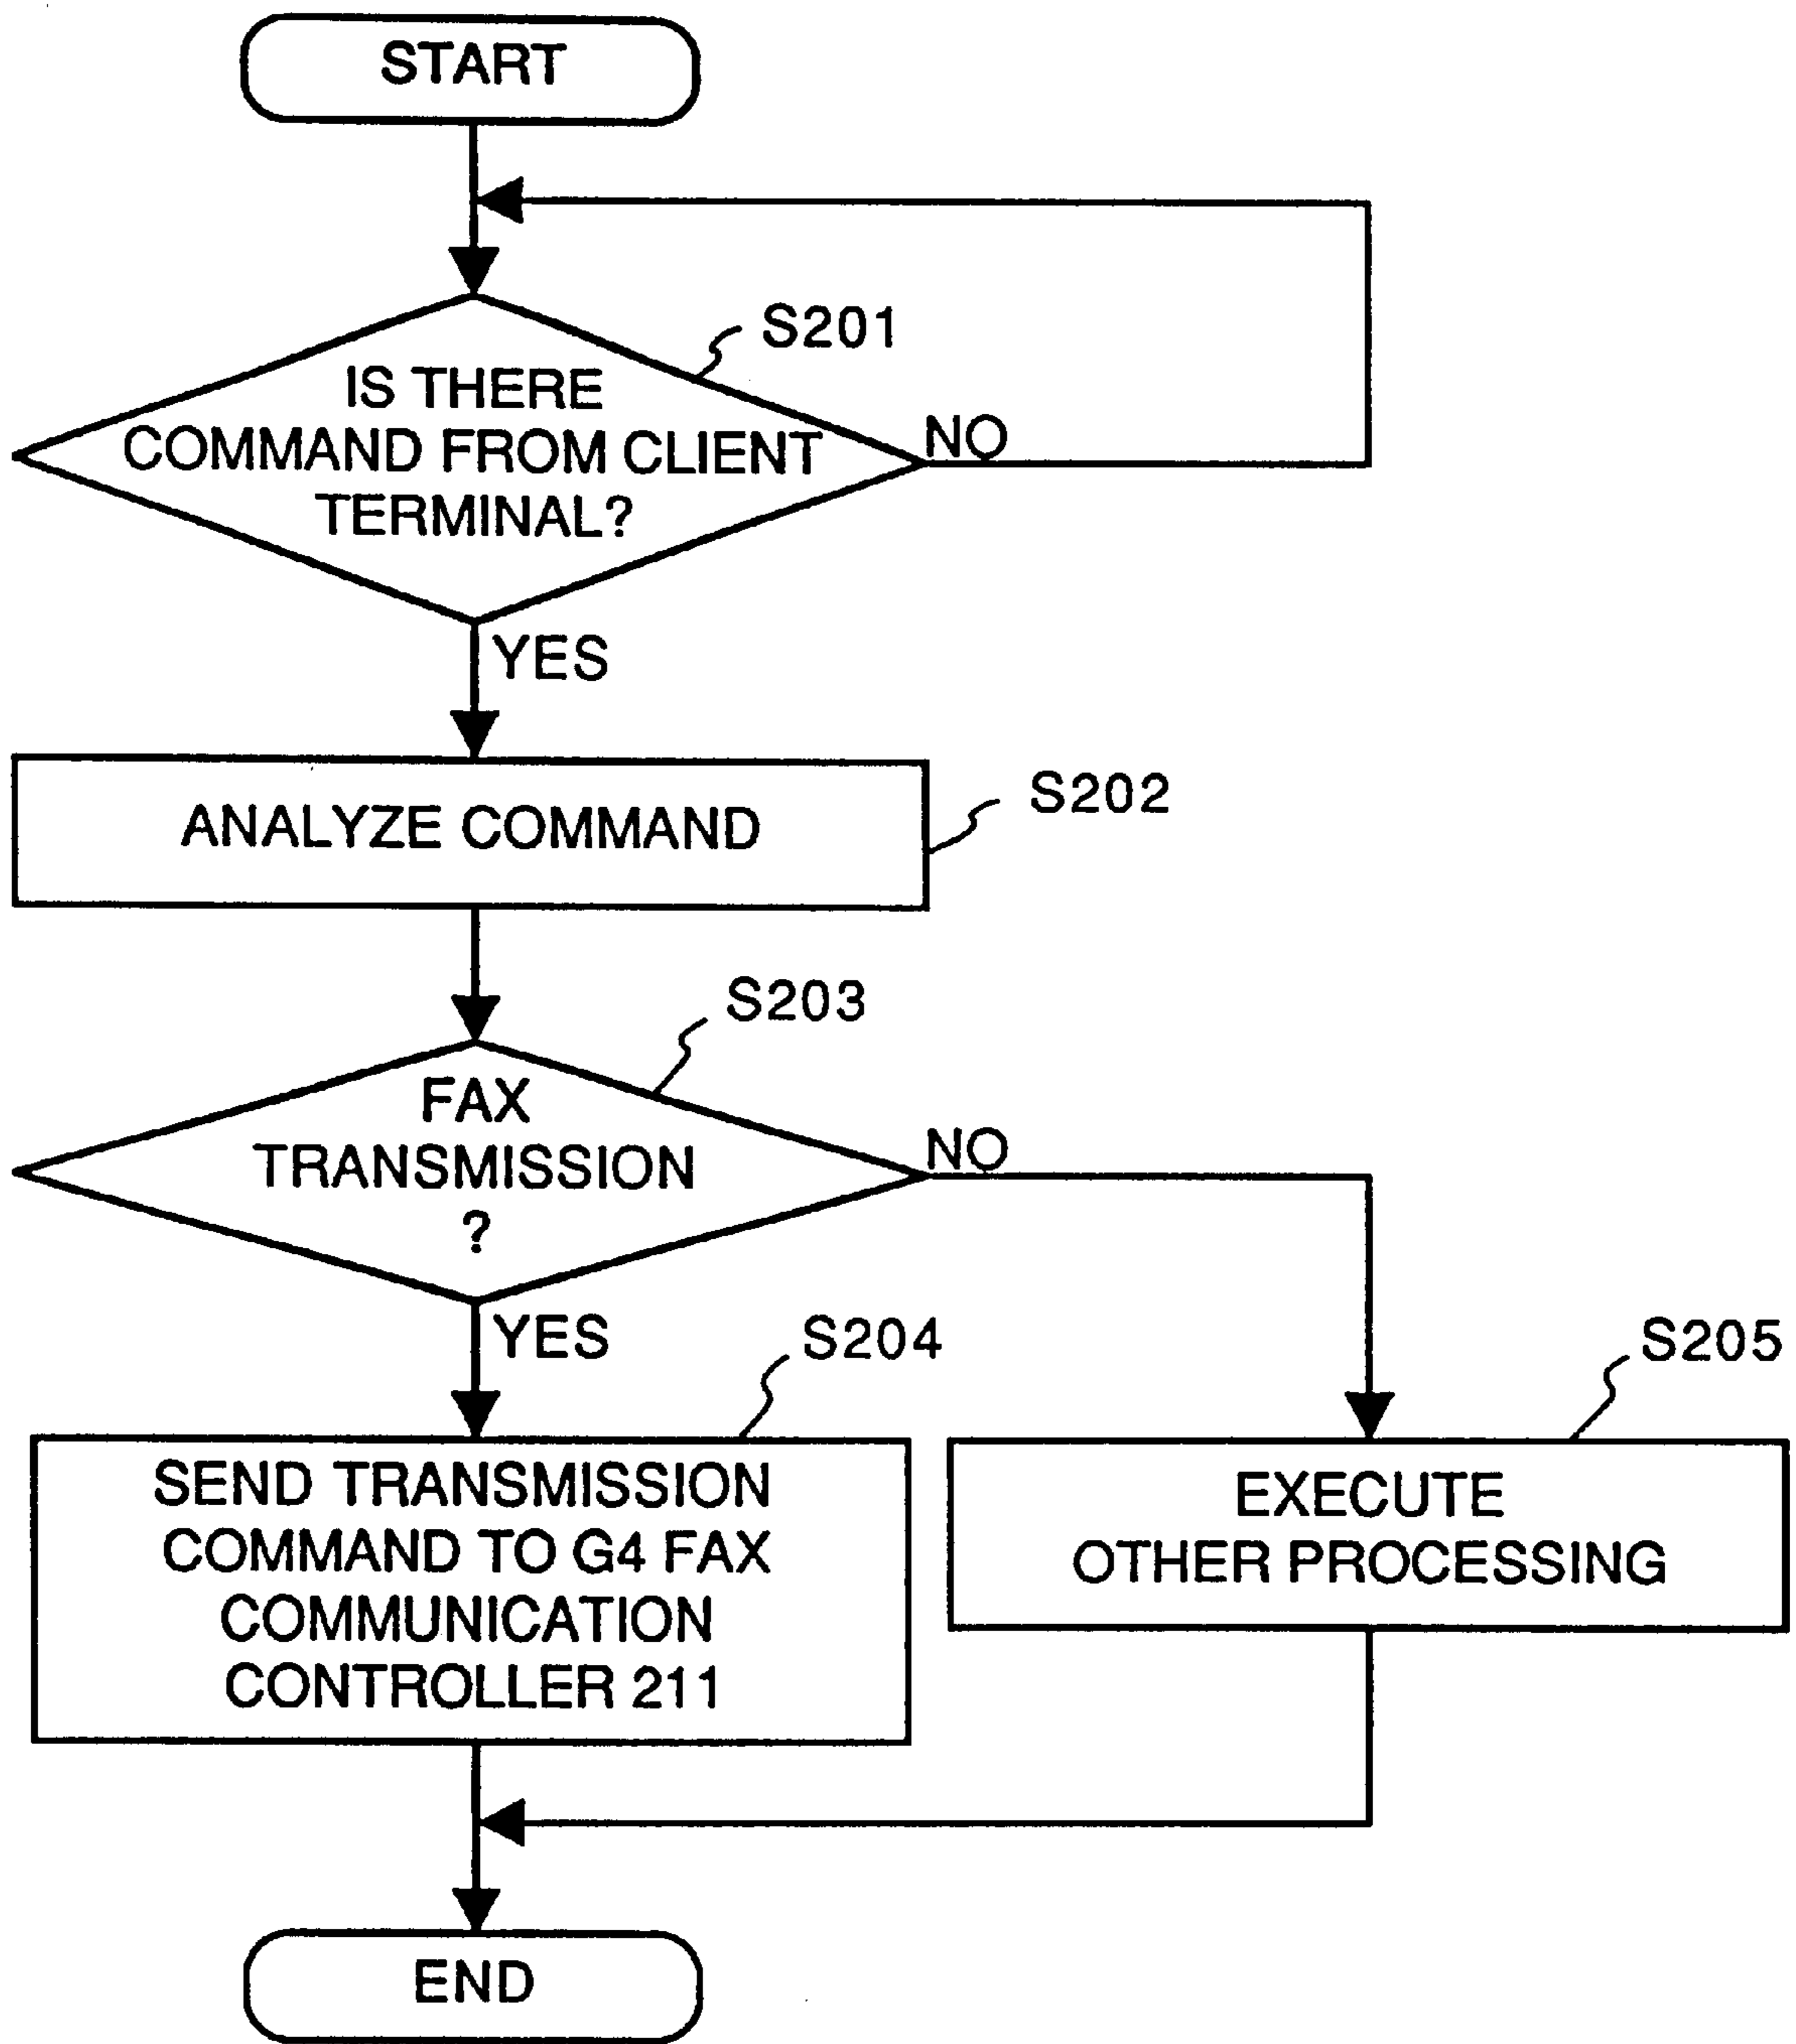 START
S201
IS THERE
COMMAND FROM CLIENT
TERMINAL?
NO
YES
ANALYZE COMMAND
S202
S203
FAX
TRANSMISSION
?
NO
YES
S204
S205
SEND TRANSMISSION
COMMAND TO G4 FAX
COMMUNICATION
CONTROLLER 211
EXECUTE
OTHER PROCESSING
END